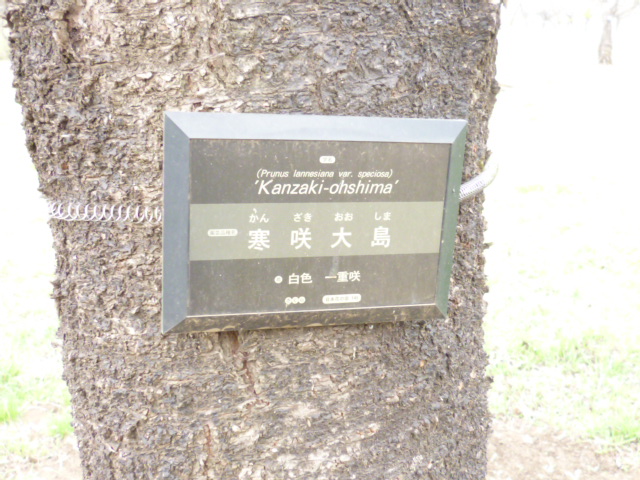 (Prunus lannesiana var. speciosa)
'Kanzaki-ohshima'
かん ざき おお しま
寒咲大島
白色 一重咲